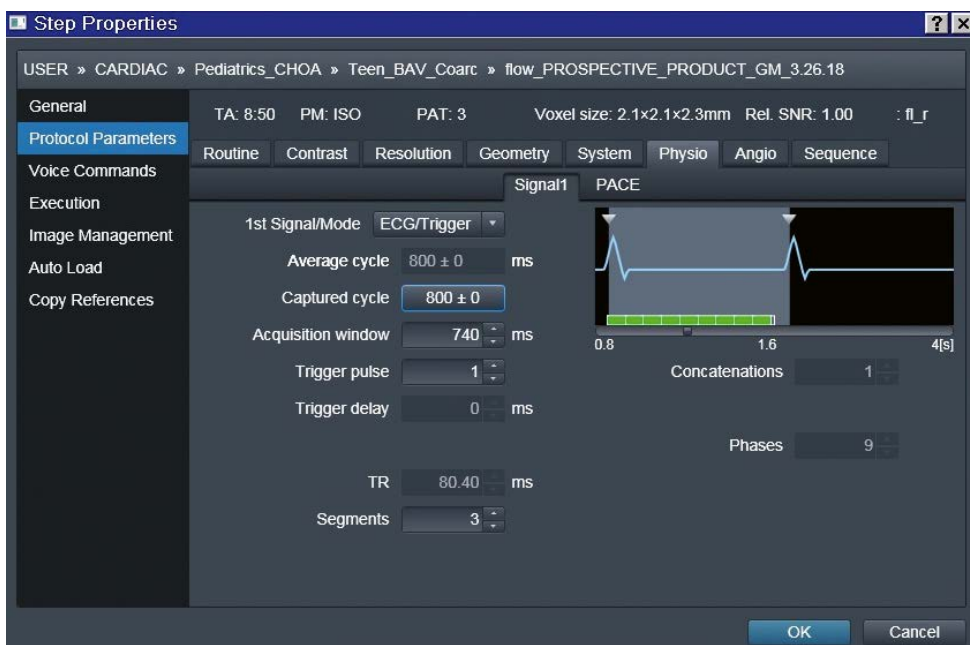 Step Properties
?
USER » CARDIAC » Pediatrics_CHOA » Teen_BAV_Coarc » flow_PROSPECTIVE_PRODUCT_GM_3.26.18
General
Protocol Parameters
Voice Commands
Execution
Image Management
Auto Load
Copy References
TA: 8:50 PM: ISO PAT: 3 Voxel size: 2.1×2.1×2.3mm Rel. SNR: 1.00 : fl_r
Routine Contrast Resolution Geometry System Physio Angio Sequence
Signal1 PACE
1st Signal/Mode ECG/Trigger
Average cycle 800 ± 0 ms
Captured cycle 800 ± 0
Acquisition window 740 ms
Trigger pulse 1
Trigger delay 0 ms
TR 80.40 ms
Segments 3
0.8 1.6 4[s]
Concatenations 1
Phases 9
OK Cancel